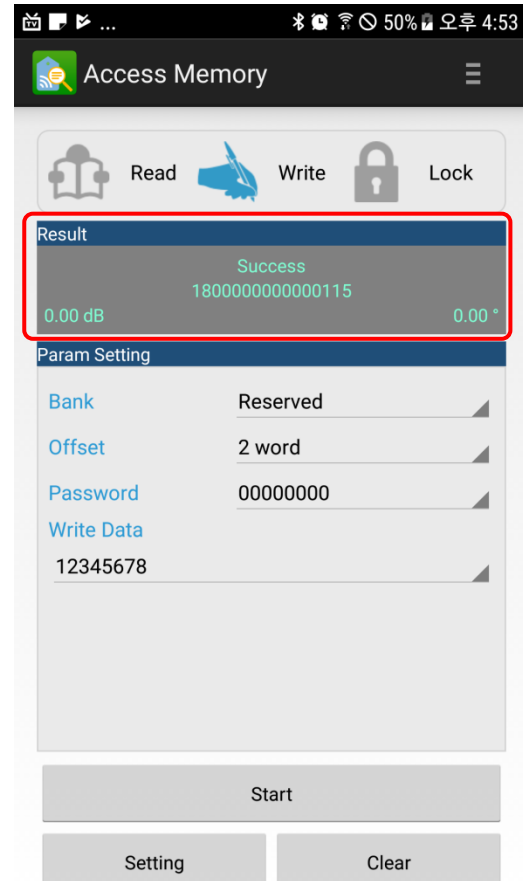 ... 50% 오후 4:53
Access Memory
Read Write Lock
Result
Success
1800000000000115
0.00 dB 0.00 °
Param Setting
Bank Reserved
Offset 2 word
Password 00000000
Write Data
12345678
Start
Setting Clear